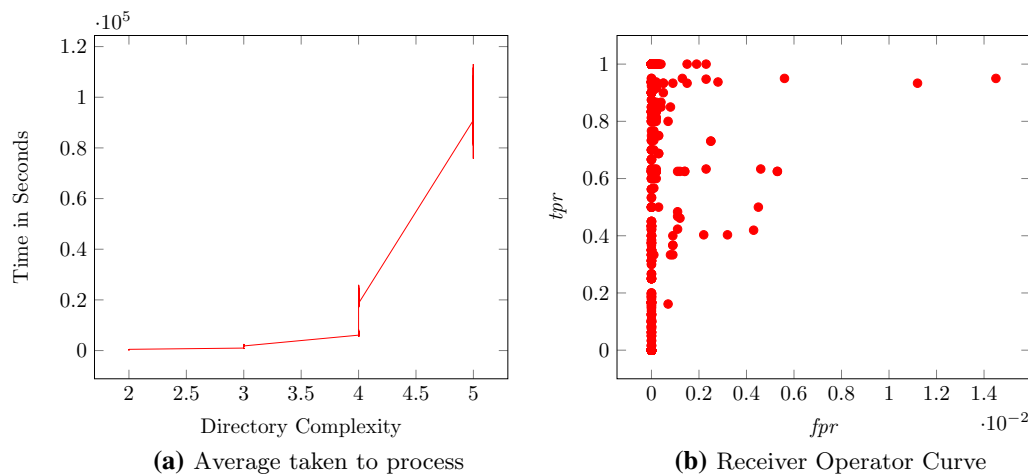 ·10⁵
1.2
1
0.8
0.6
0.4
0.2
0
Time in Seconds
2 2.5 3 3.5 4 4.5 5
Directory Complexity
(a) Average taken to process
1
0.8
0.6
0.4
0.2
0
tpr
0 0.2 0.4 0.6 0.8 1 1.2 1.4
·10⁻²
fpr
(b) Receiver Operator Curve